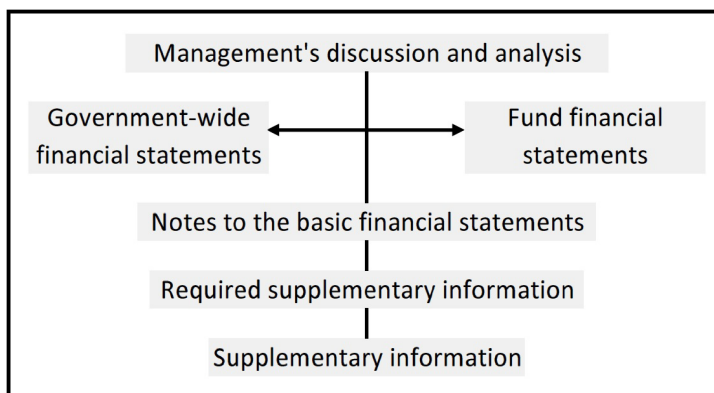 Management's discussion and analysis
Government-wide
financial statements
Fund financial
statements
Notes to the basic financial statements
Required supplementary information
Supplementary information